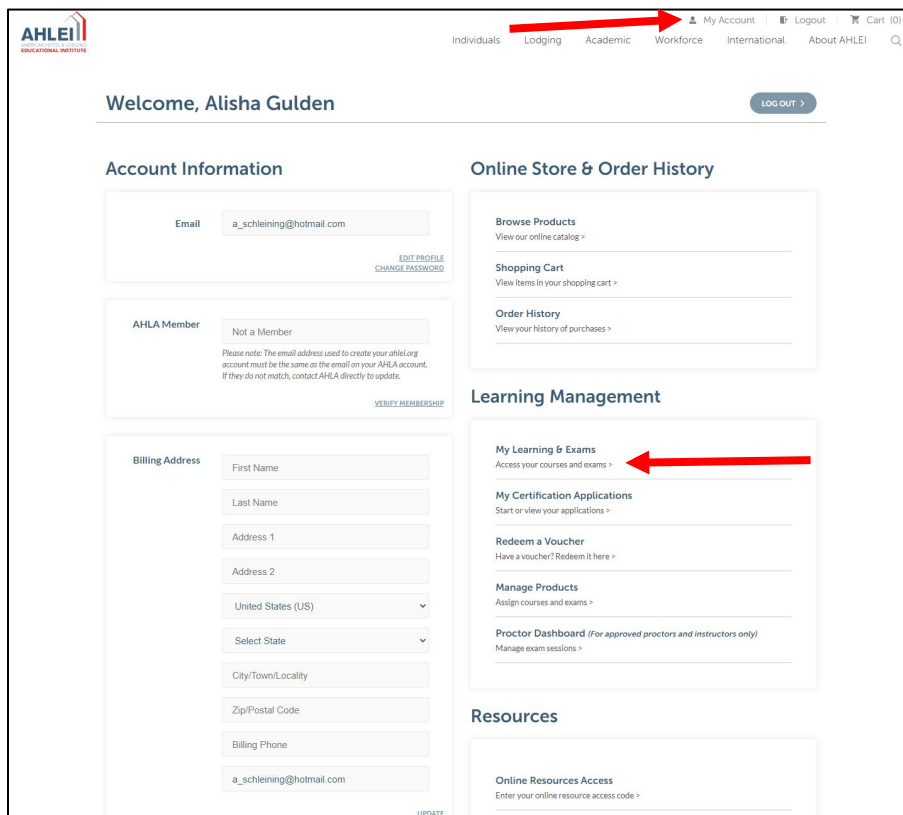 My Account
Logout
Cart (0)
AHLEI
AMERICAN HOTEL & LODGING
EDUCATIONAL INSTITUTE
Individuals
Lodging
Academic
Workforce
International
About AHLEI
Welcome, Alisha Gulden
LOG OUT >
Account Information
Email
a_schleining@hotmail.com
EDIT PROFILE
CHANGE PASSWORD
AHLA Member
Not a Member
Please note: The email address used to create your ahlei.org
account must be the same as the email on your AHLA account.
If they do not match, contact AHLA directly to update.
VERIFY MEMBERSHIP
Billing Address
First Name
Last Name
Address 1
Address 2
United States (US)
Select State
City/Town/Locality
Zip/Postal Code
Billing Phone
a_schleining@hotmail.com
UPDATE
Online Store & Order History
Browse Products
View our online catalog >
Shopping Cart
View items in your shopping cart >
Order History
View your history of purchases >
Learning Management
My Learning & Exams
Access your courses and exams >
My Certification Applications
Start or view your applications >
Redeem a Voucher
Have a voucher? Redeem it here >
Manage Products
Assign courses and exams >
Proctor Dashboard (For approved proctors and instructors only)
Manage exam sessions >
Resources
Online Resources Access
Enter your online resource access code >